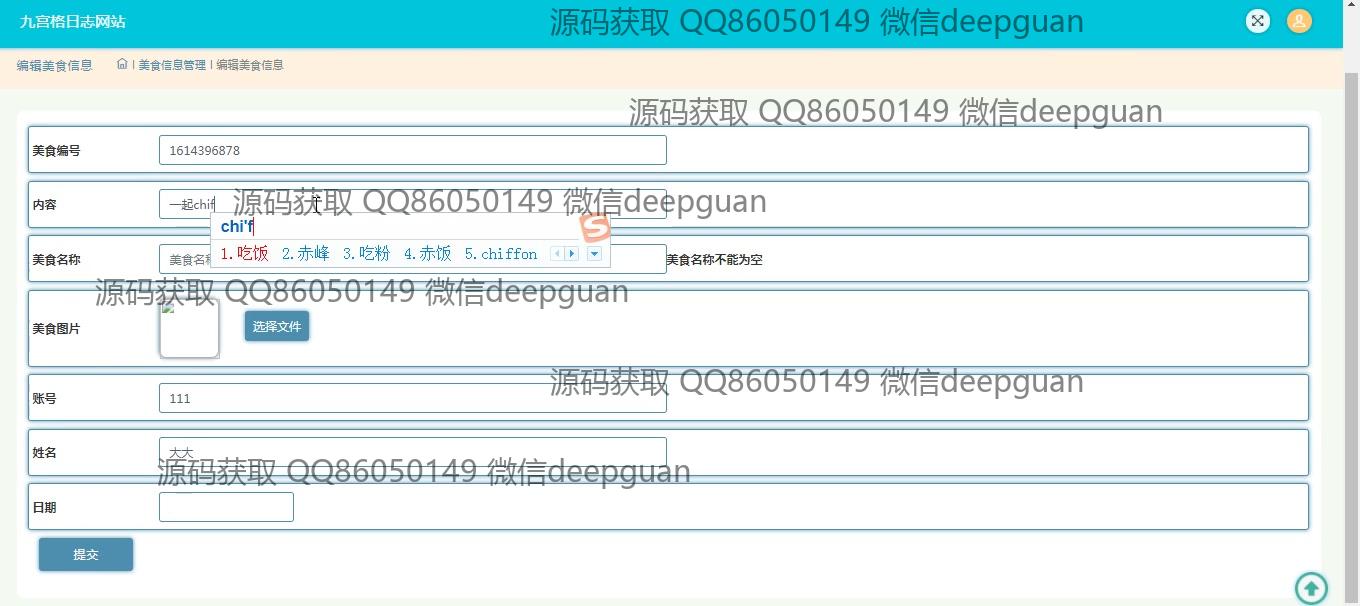 九宫格日志网站
源码获取 QQ86050149 微信deepguan
编辑美食信息
美食信息管理 | 编辑美食信息
源码获取 QQ86050149 微信deepguan
美食编号
1614396878
内容
一起chif
源码获取 QQ86050149 微信deepguan
chi'f
1.吃饭 2.赤峰 3.吃粉 4.赤饭 5.chiffon
美食名称
美食名称不能为空
源码获取 QQ86050149 微信deepguan
美食图片
选择文件
源码获取 QQ86050149 微信deepguan
账号
111
姓名
大大
源码获取 QQ86050149 微信deepguan
日期
提交